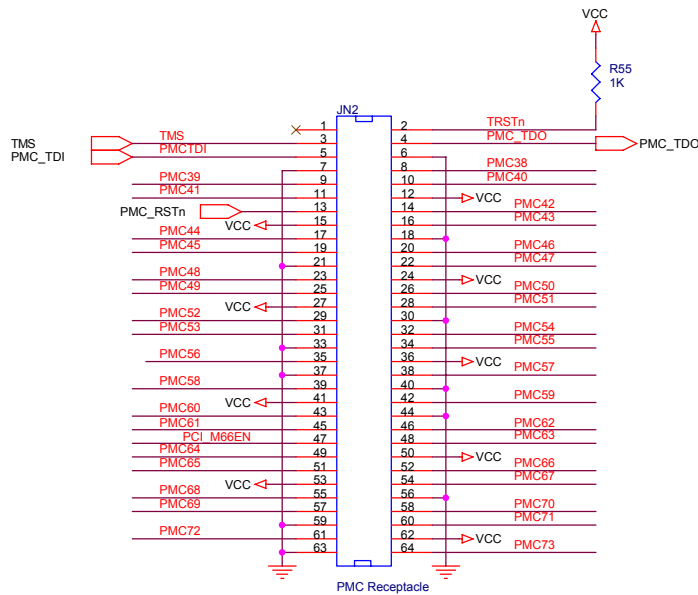 VCC
R55
1K
JN2
1 2 TRSTn
TMS TMS 3 4 PMC_TDO PMC_TDO
PMC_TDI PMCTDI 5 6
7 8 PMC38
PMC39 9 10 PMC40
PMC41 11 12 VCC
PMC_RSTn 13 14 PMC42
VCC 15 16 PMC43
PMC44 17 18
PMC45 19 20 PMC46
21 22 PMC47
PMC48 23 24 VCC
PMC49 25 26 PMC50
VCC 27 28 PMC51
PMC52 29 30
PMC53 31 32 PMC54
33 34 PMC55
PMC56 35 36 VCC
37 38 PMC57
PMC58 39 40
VCC 41 42 PMC59
PMC60 43 44
PMC61 45 46 PMC62
PCI_M66EN 47 48 PMC63
PMC64 49 50 VCC
PMC65 51 52 PMC66
VCC 53 54 PMC67
PMC68 55 56
PMC69 57 58 PMC70
59 60 PMC71
PMC72 61 62 VCC
63 64 PMC73
PMC Receptacle